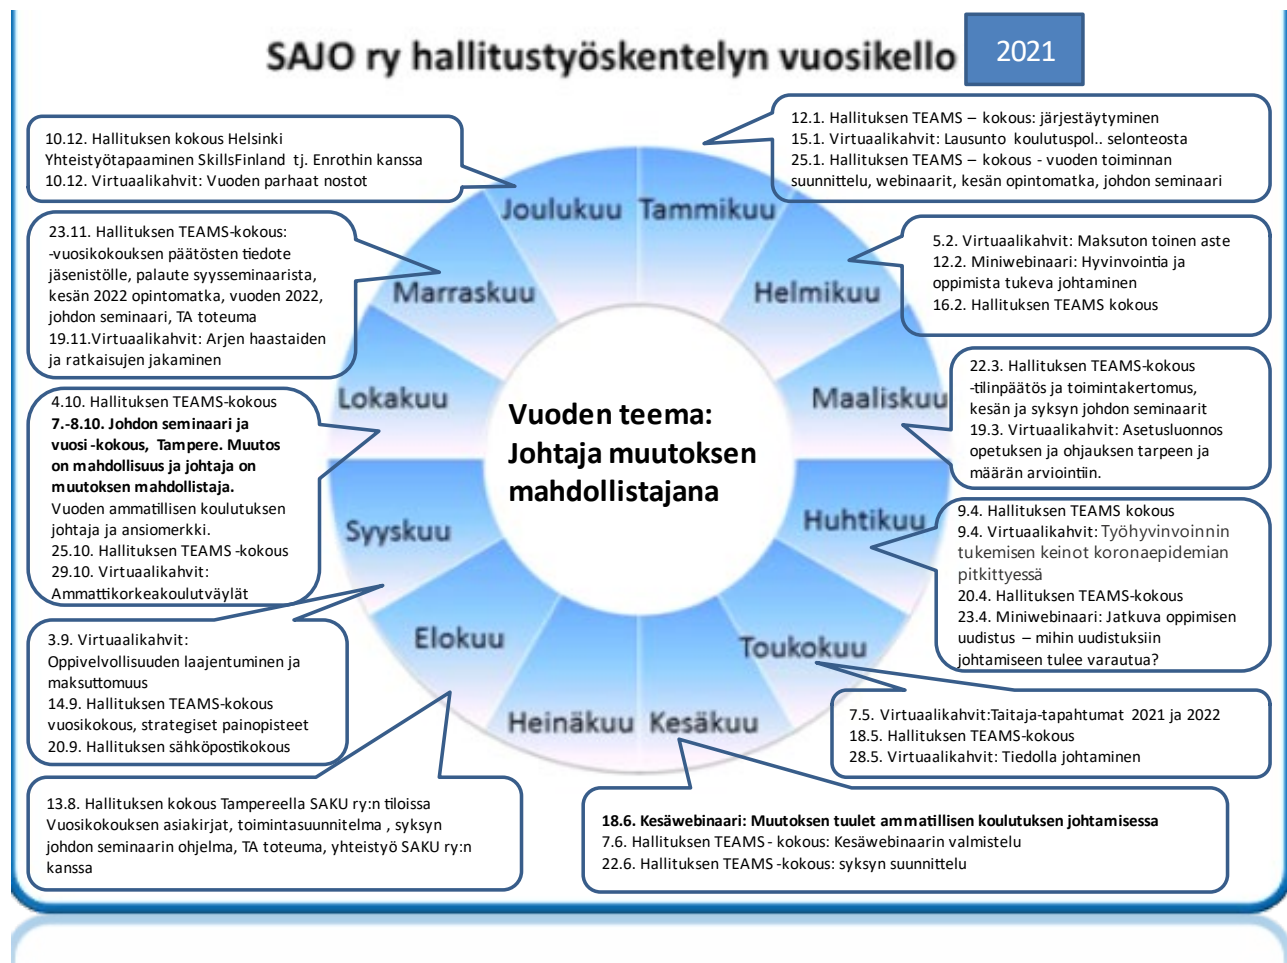 SAJO ry hallitustyöskentelyn vuosikello
2021
12.1. Hallituksen TEAMS – kokous: järjestäytyminen
15.1. Virtuaalikahvit: Lausunto koulutuspol.. selonteosta
25.1. Hallituksen TEAMS – kokous - vuoden toiminnan
suunnittelu, webinaarit, kesän opintomatka, johdon seminaari
5.2. Virtuaalikahvit: Maksuton toinen aste
12.2. Miniwebinaari: Hyvinvointia ja
oppimista tukeva johtaminen
16.2. Hallituksen TEAMS kokous
22.3. Hallituksen TEAMS-kokous
-tilinpäätös ja toimintakertomus,
kesän ja syksyn johdon seminaarit
19.3. Virtuaalikahvit: Asetusluonnos
opetuksen ja ohjauksen tarpeen ja
määrän arviointiin.
9.4. Hallituksen TEAMS kokous
9.4. Virtuaalikahvit: Työhyvinvoinnin
tukemisen keinot koronaepidemian
pitkittyessä
20.4. Hallituksen TEAMS-kokous
23.4. Miniwebinaari: Jatkuva oppimisen
uudistus – mihin uudistuksiin
johtamiseen tulee varautua?
7.5. Virtuaalikahvit:Taitaja-tapahtumat 2021 ja 2022
18.5. Hallituksen TEAMS-kokous
28.5. Virtuaalikahvit: Tiedolla johtaminen
18.6. Kesäwebinaari: Muutoksen tuulet ammatillisen koulutuksen johtamisessa
7.6. Hallituksen TEAMS - kokous: Kesäwebinaarin valmistelu
22.6. Hallituksen TEAMS -kokous: syksyn suunnittelu
13.8. Hallituksen kokous Tampereella SAKU ry:n tiloissa
Vuosikokouksen asiakirjat, toimintasuunnitelma , syksyn
johdon seminaarin ohjelma, TA toteuma, yhteistyö SAKU ry:n
kanssa
3.9. Virtuaalikahvit:
Oppivelvollisuuden laajentuminen ja
maksuttomuus
14.9. Hallituksen TEAMS-kokous
vuosikokous, strategiset painopisteet
20.9. Hallituksen sähköpostikokous
4.10. Hallituksen TEAMS-kokous
7.-8.10. Johdon seminaari ja
vuosi -kokous, Tampere. Muutos
on mahdollisuus ja johtaja on
muutoksen mahdollistaja.
Vuoden ammatillisen koulutuksen
johtaja ja ansiomerkki.
25.10. Hallituksen TEAMS -kokous
29.10. Virtuaalikahvit:
Ammattikorkeakoulutväylät
23.11. Hallituksen TEAMS-kokous:
-vuosikokouksen päätösten tiedote
jäsenistölle, palaute syysseminaarista,
kesän 2022 opintomatka, vuoden 2022,
johdon seminaari, TA toteuma
19.11.Virtuaalikahvit: Arjen haastaiden
ja ratkaisujen jakaminen
10.12. Hallituksen kokous Helsinki
Yhteistyötapaaminen SkillsFinland tj. Enrothin kanssa
10.12. Virtuaalikahvit: Vuoden parhaat nostot
Tammikuu
Helmikuu
Maaliskuu
Huhtikuu
Toukokuu
Kesäkuu
Heinäkuu
Elokuu
Syyskuu
Lokakuu
Marraskuu
Joulukuu
Vuoden teema:
Johtaja muutoksen
mahdollistajana